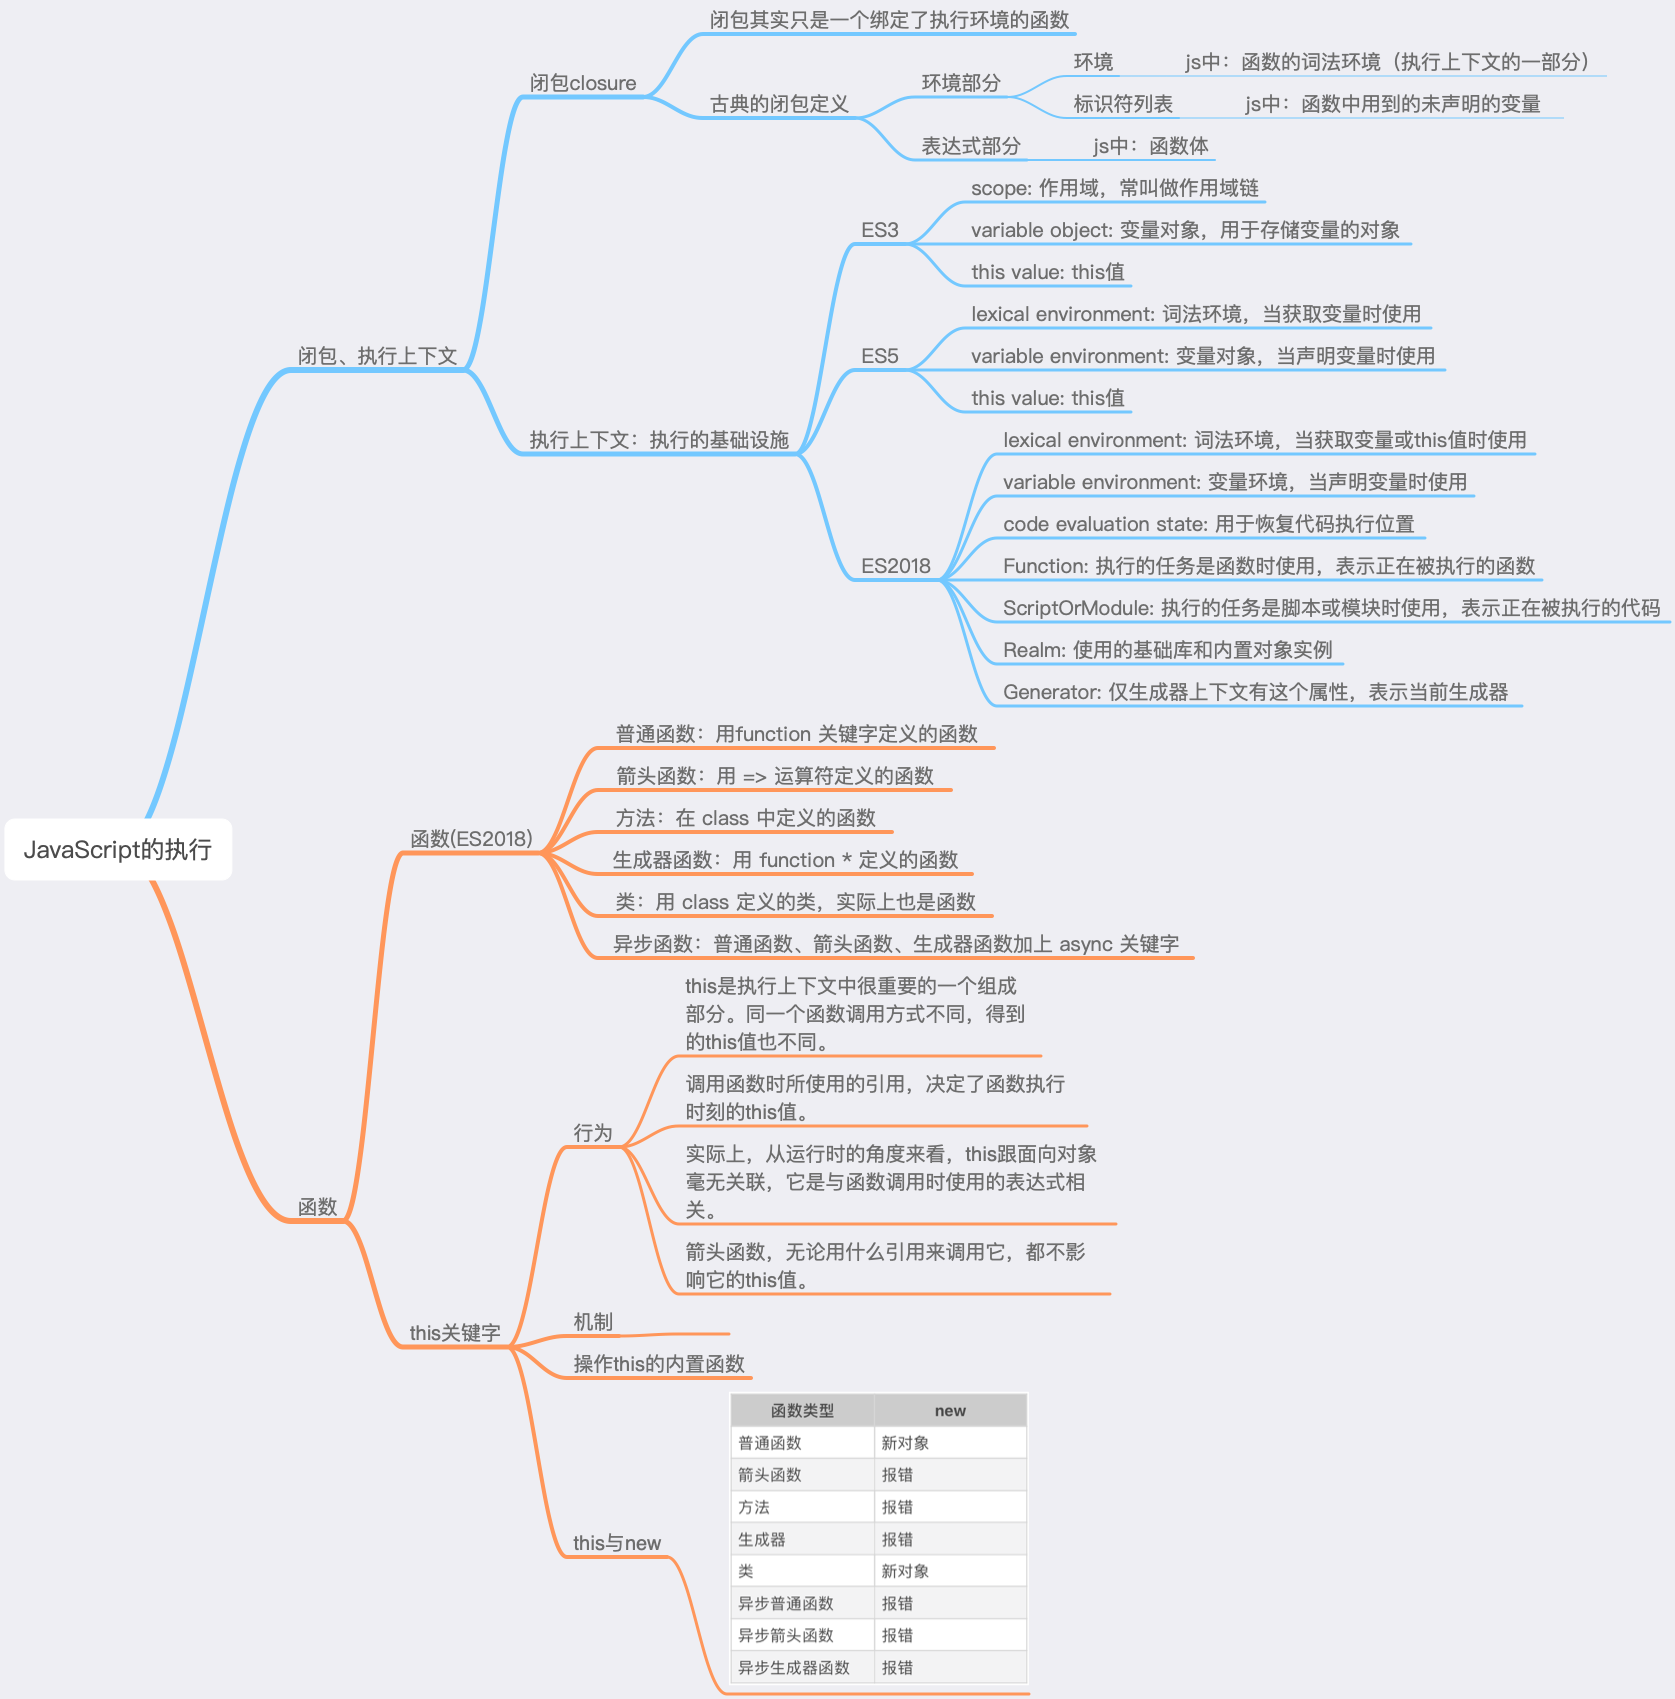 闭包其实只是一个绑定了执行环境的函数
闭包closure
环境部分
环境
js中：函数的词法环境（执行上下文的一部分）
古典的闭包定义
标识符列表
js中：函数中用到的未声明的变量
表达式部分
js中：函数体
scope: 作用域，常叫做作用域链
ES3
variable object: 变量对象，用于存储变量的对象
this value: this值
lexical environment: 词法环境，当获取变量时使用
闭包、执行上下文
ES5
variable environment: 变量对象，当声明变量时使用
this value: this值
执行上下文：执行的基础设施
lexical environment: 词法环境，当获取变量或this值时使用
variable environment: 变量环境，当声明变量时使用
code evaluation state: 用于恢复代码执行位置
ES2018
Function: 执行的任务是函数时使用，表示正在被执行的函数
ScriptOrModule: 执行的任务是脚本或模块时使用，表示正在被执行的代码
Realm: 使用的基础库和内置对象实例
Generator: 仅生成器上下文有这个属性，表示当前生成器
JavaScript的执行
普通函数：用function 关键字定义的函数
箭头函数：用 => 运算符定义的函数
方法：在 class 中定义的函数
函数(ES2018)
生成器函数：用 function * 定义的函数
类：用 class 定义的类，实际上也是函数
异步函数：普通函数、箭头函数、生成器函数加上 async 关键字
this是执行上下文中很重要的一个组成
部分。同一个函数调用方式不同，得到
的this值也不同。
调用函数时所使用的引用，决定了函数执行
时刻的this值。
行为
实际上，从运行时的角度来看，this跟面向对象
毫无关联，它是与函数调用时使用的表达式相
关。
函数
箭头函数，无论用什么引用来调用它，都不影
响它的this值。
this关键字
机制
操作this的内置函数
this与new
函数类型 new
普通函数 新对象
箭头函数 报错
方法 报错
生成器 报错
类 新对象
异步普通函数 报错
异步箭头函数 报错
异步生成器函数 报错